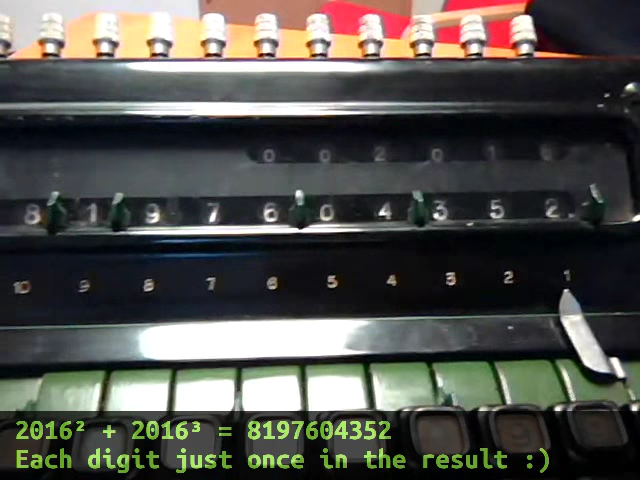 0 0 2 0 1 6
8 1 9 7 6 0 4 3 5 2
10 9 8 7 6 5 4 3 2 1
2016² + 2016³ = 8197604352
Each digit just once in the result :)